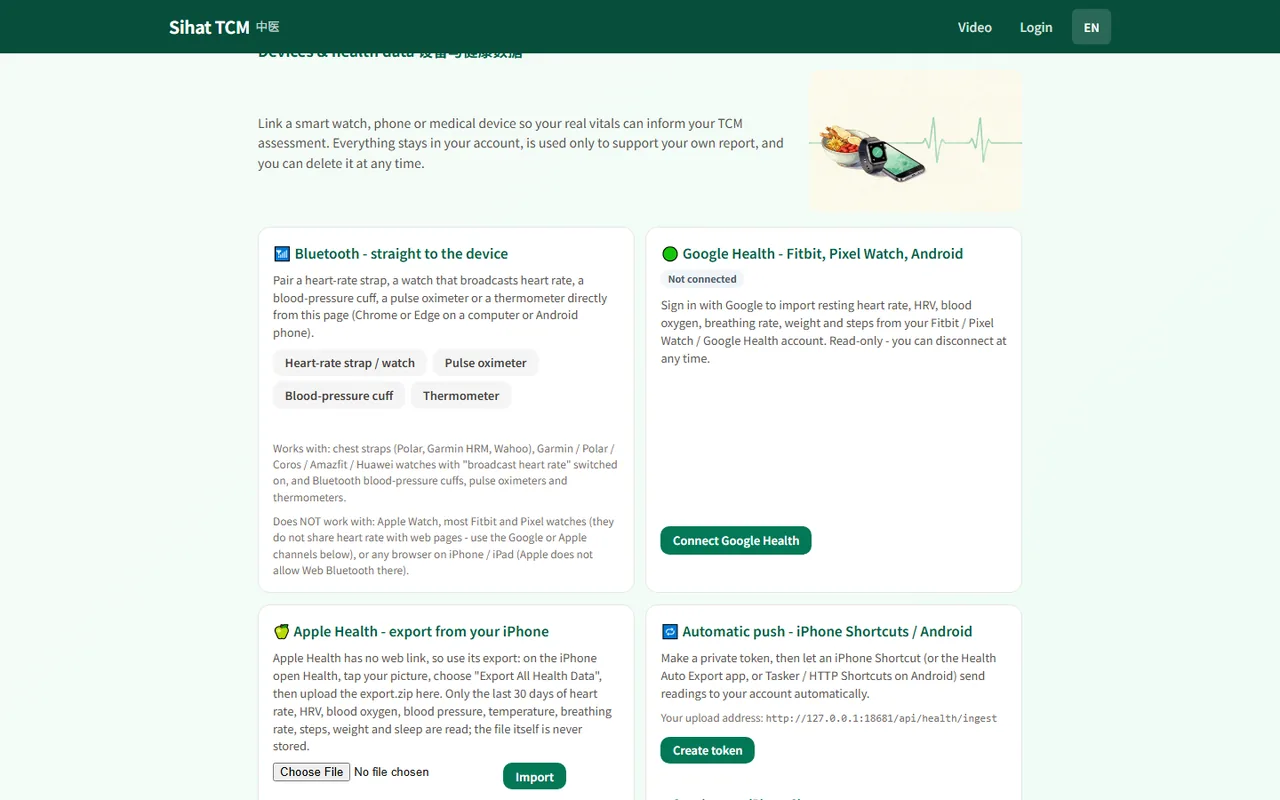 Sihat TCM 中医
Video
Login
EN
Devices & health data 设备与健康数据
Link a smart watch, phone or medical device so your real vitals can inform your TCM
assessment. Everything stays in your account, is used only to support your own report, and
you can delete it at any time.
Bluetooth - straight to the device
Pair a heart-rate strap, a watch that broadcasts heart rate, a
blood-pressure cuff, a pulse oximeter or a thermometer directly
from this page (Chrome or Edge on a computer or Android
phone).
Heart-rate strap / watch
Pulse oximeter
Blood-pressure cuff
Thermometer
Works with: chest straps (Polar, Garmin HRM, Wahoo), Garmin / Polar /
Coros / Amazfit / Huawei watches with "broadcast heart rate" switched
on, and Bluetooth blood-pressure cuffs, pulse oximeters and
thermometers.
Does NOT work with: Apple Watch, most Fitbit and Pixel watches (they
do not share heart rate with web pages - use the Google or Apple
channels below), or any browser on iPhone / iPad (Apple does not
allow Web Bluetooth there).
Google Health - Fitbit, Pixel Watch, Android
Not connected
Sign in with Google to import resting heart rate, HRV, blood
oxygen, breathing rate, weight and steps from your Fitbit / Pixel
Watch / Google Health account. Read-only - you can disconnect at
any time.
Connect Google Health
Apple Health - export from your iPhone
Apple Health has no web link, so use its export: on the iPhone
open Health, tap your picture, choose "Export All Health Data",
then upload the export.zip here. Only the last 30 days of heart
rate, HRV, blood oxygen, blood pressure, temperature, breathing
rate, steps, weight and sleep are read; the file itself is never
stored.
Choose File No file chosen
Import
Automatic push - iPhone Shortcuts / Android
Make a private token, then let an iPhone Shortcut (or the Health
Auto Export app, or Tasker / HTTP Shortcuts on Android) send
readings to your account automatically.
Your upload address: http://127.0.0.1:18681/api/health/ingest
Create token